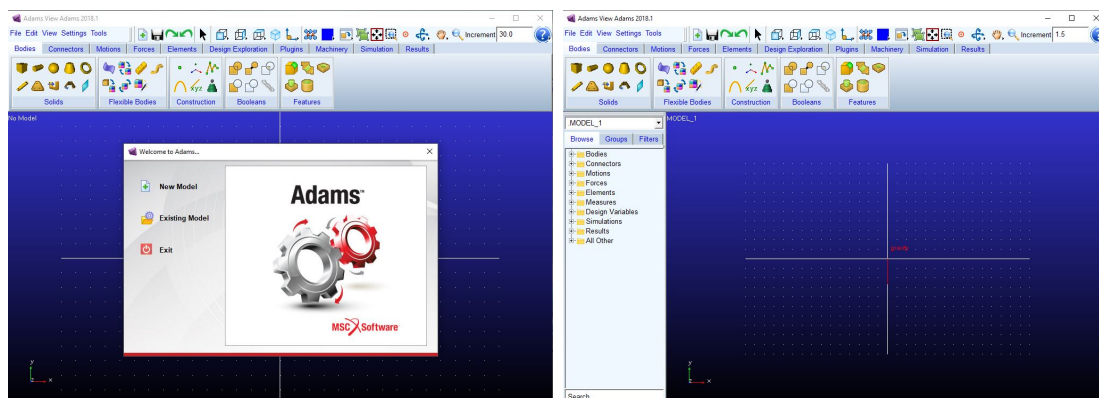 Adams View Adams 2018.1
File Edit View Settings Tools
Increment 30.0
Bodies Connectors Motions Forces Elements Design Exploration Plugins Machinery Simulation Results
Solids Flexible Bodies Construction Booleans Features
No Model
Welcome to Adams...
New Model
Existing Model
Exit
Adams™
MSC Software
y
z x
Adams View Adams 2018.1
File Edit View Settings Tools
Increment 1.5
Bodies Connectors Motions Forces Elements Design Exploration Plugins Machinery Simulation Results
xyz
Solids Flexible Bodies Construction Booleans Features
.MODEL_1
MODEL_1
Browse Groups Filters
Bodies
Connectors
Motions
Forces
Elements
Measures
Design Variables
Simulations
Results
All Other
gravity
Search
y
z x